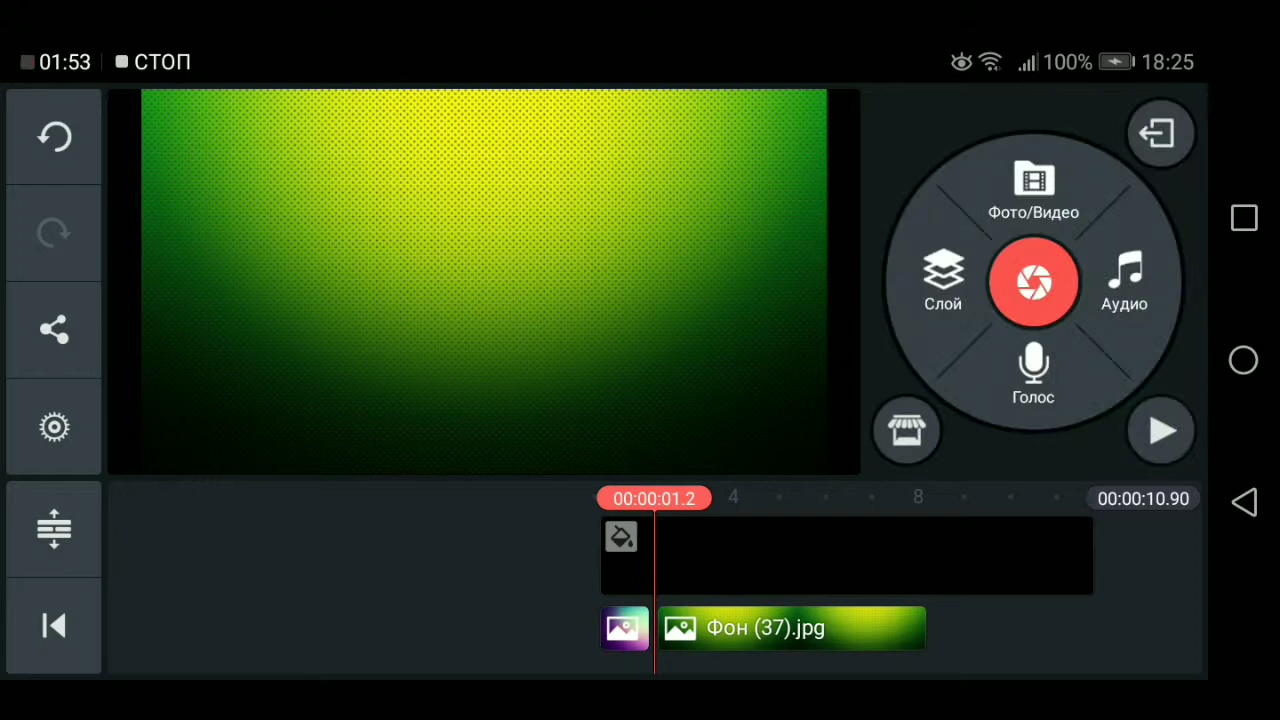 01:53 СТОП 100% 18:25
Фото/Видео
Слой
Аудио
Голос
00:00:01.2 4 8 00:00:10.90
Фон (37).jpg